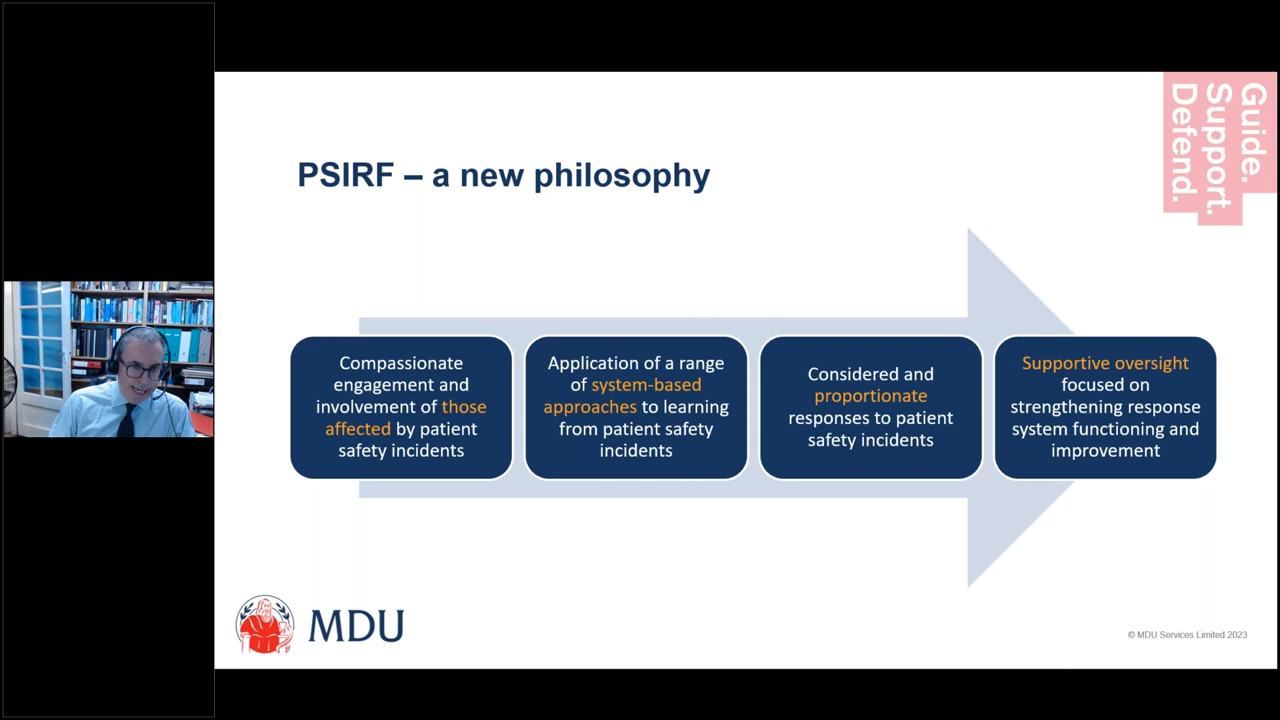 Guide.
Support.
Defend.
PSIRF – a new philosophy
Compassionate
engagement and
involvement of those
affected by patient
safety incidents
Application of a range
of system-based
approaches to learning
from patient safety
incidents
Considered and
proportionate
responses to patient
safety incidents
Supportive oversight
focused on
strengthening response
system functioning and
improvement
MDU
© MDU Services Limited 2023